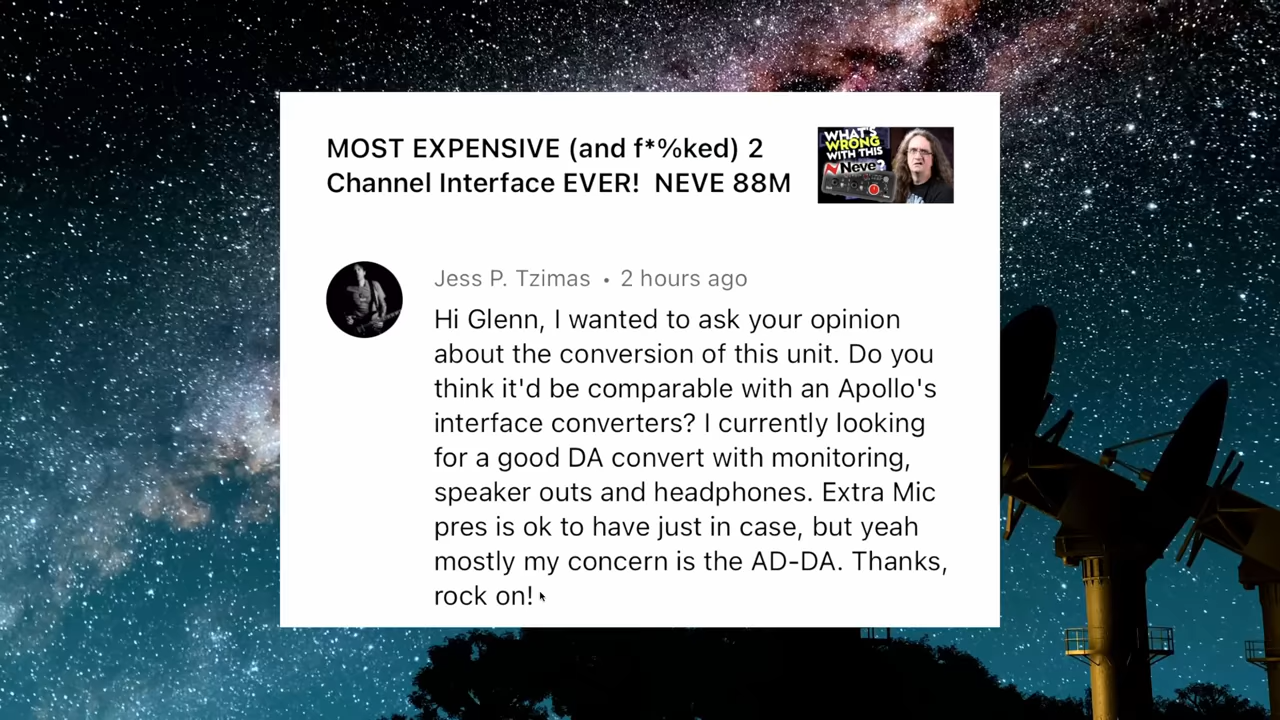 MOST EXPENSIVE (and f*%ked) 2
Channel Interface EVER!  NEVE 88M
WHAT'S
WRONG
WITH THIS
Neve?
Jess P. Tzimas • 2 hours ago
Hi Glenn, I wanted to ask your opinion
about the conversion of this unit. Do you
think it'd be comparable with an Apollo's
interface converters? I currently looking
for a good DA convert with monitoring,
speaker outs and headphones. Extra Mic
pres is ok to have just in case, but yeah
mostly my concern is the AD-DA. Thanks,
rock on!